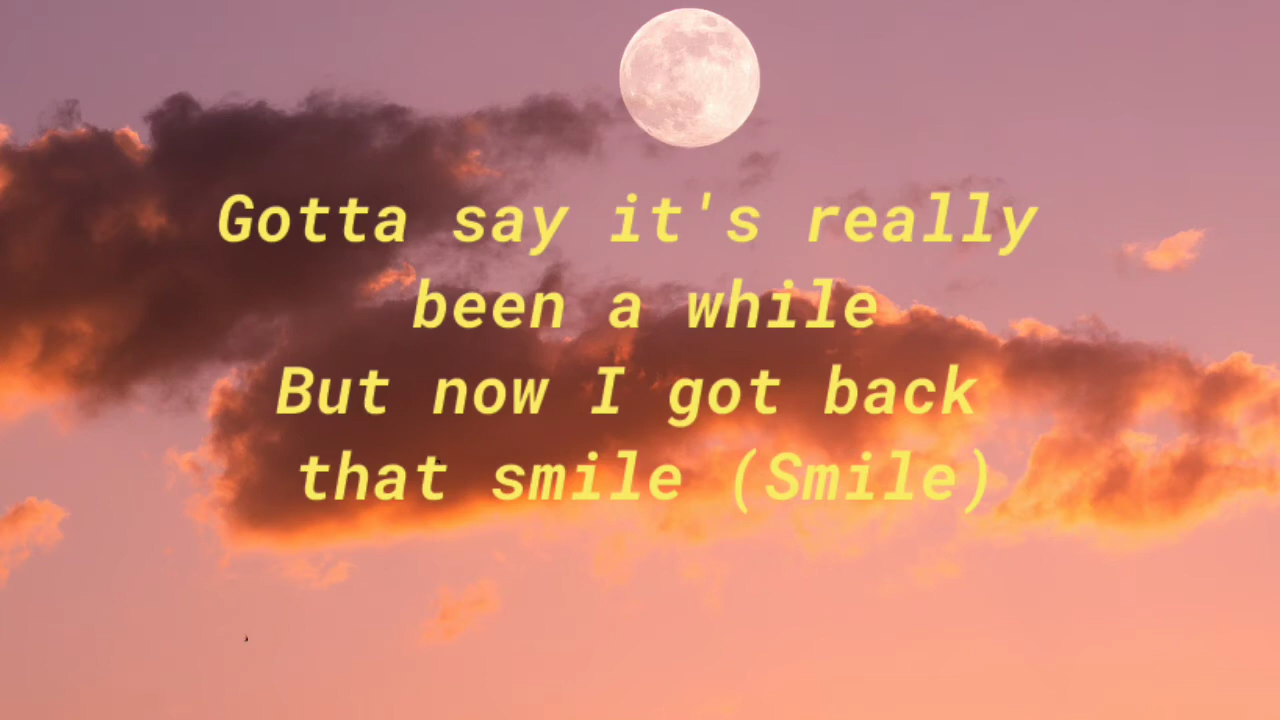 Gotta say it's really
been a while
But now I got back
that smile (Smile)